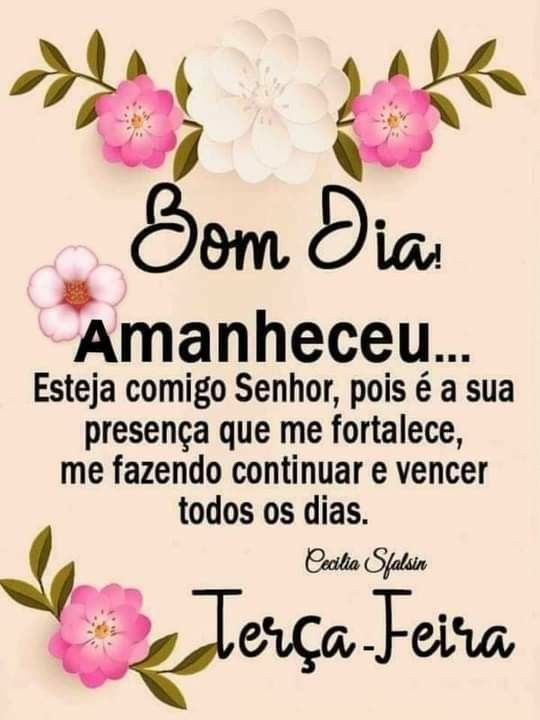 Bom Dia!
Amanheceu...
Esteja comigo Senhor, pois é a sua
presença que me fortalece,
me fazendo continuar e vencer
todos os dias.
Cecilia Sfalsin
Terça-Feira